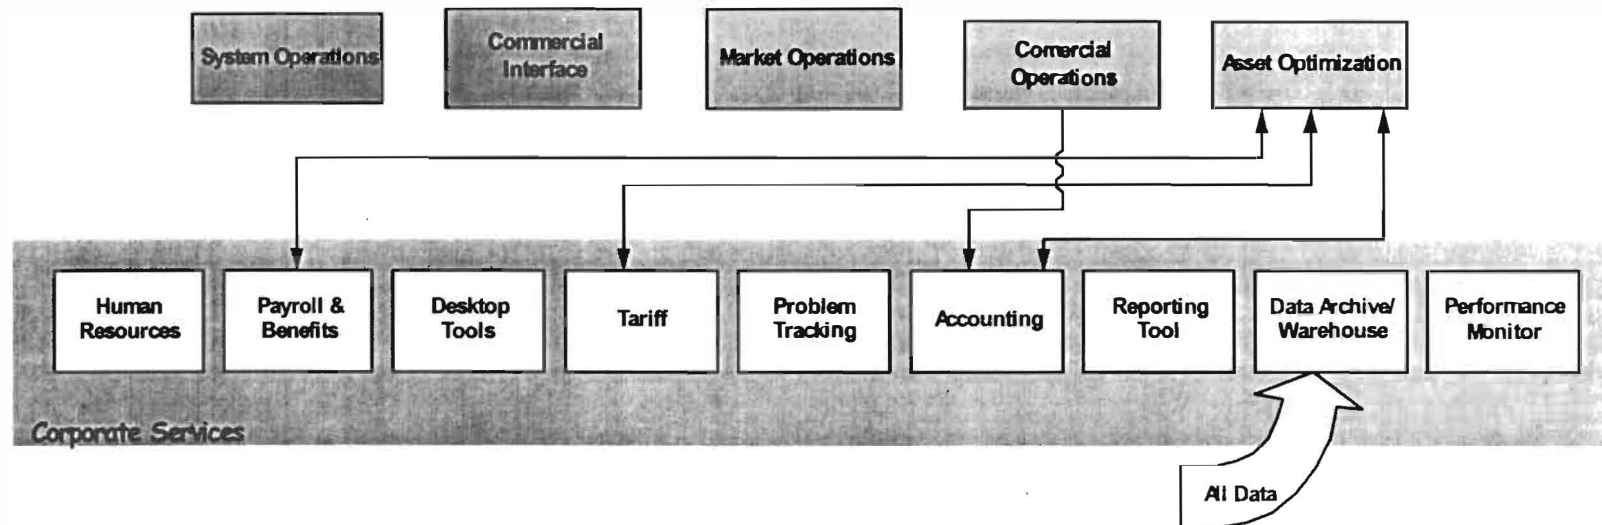 System Operations
Commercial
Interface
Market Operations
Comercial
Operations
Asset Optimization
Human
Resources
Payroll &
Benefits
Desktop
Tools
Tariff
Problem
Tracking
Accounting
Reporting
Tool
Data Archive/
Warehouse
Performance
Monitor
Corporate Services
All Data